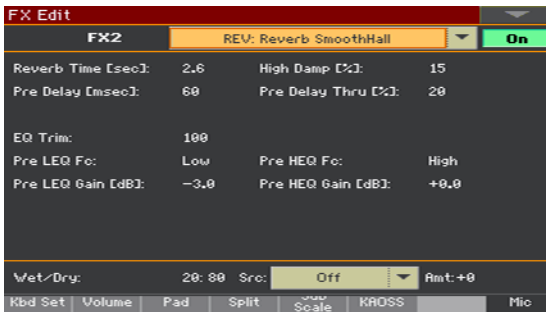 FX Edit
FX2 REV: Reverb SmoothHall On
Reverb Time [sec]: 2.6 High Damp [%]: 15
Pre Delay [msec]: 60 Pre Delay Thru [%]: 20
EQ Trim: 100
Pre LEQ Fc: Low Pre HEQ Fc: High
Pre LEQ Gain [dB]: -3.0 Pre HEQ Gain [dB]: +0.0
Wet/Dry: 20:80 Src: Off Amt:+0
Kbd Set Volume Pad Split Sub Scale KAOSS Mic